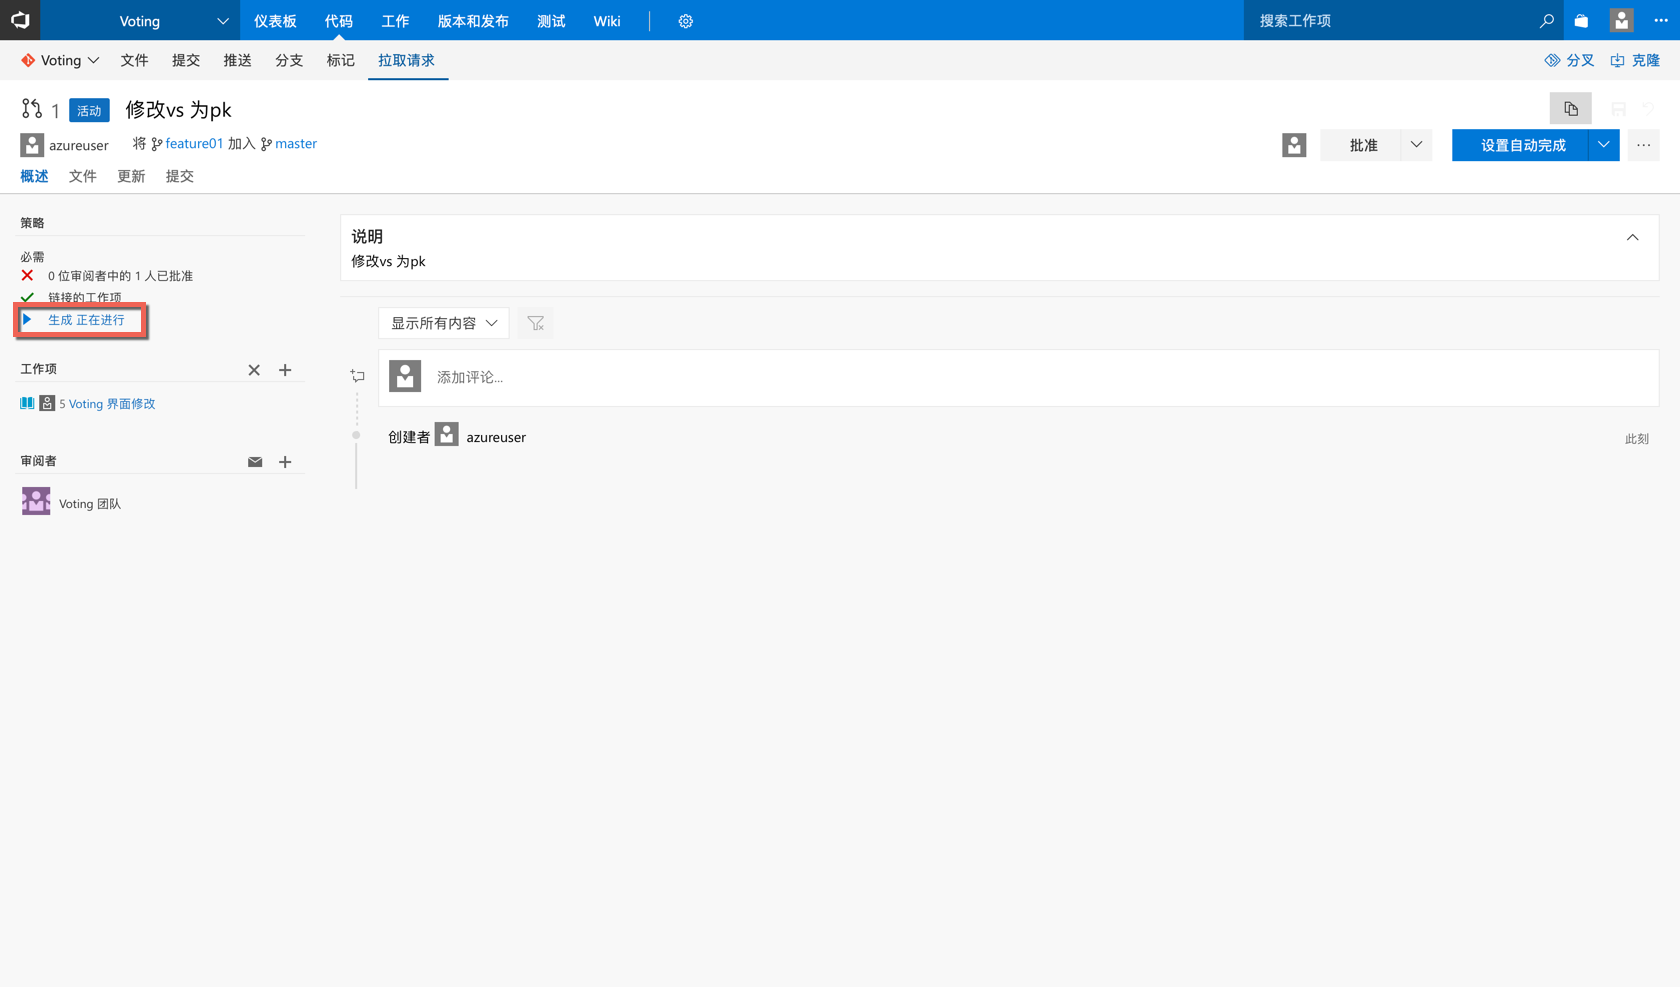 Voting 仪表板 代码 工作 版本和发布 测试 Wiki 搜索工作项
Voting 文件 提交 推送 分支 标记 拉取请求 分叉 克隆
1 活动 修改vs 为pk
azureuser 将 feature01 加入 master 批准 设置自动完成
概述 文件 更新 提交
策略
必需
0 位审阅者中的 1 人已批准
链接的工作项
生成 正在进行
工作项
5 Voting 界面修改
审阅者
Voting 团队
说明
修改vs 为pk
显示所有内容
添加评论...
创建者 azureuser 此刻